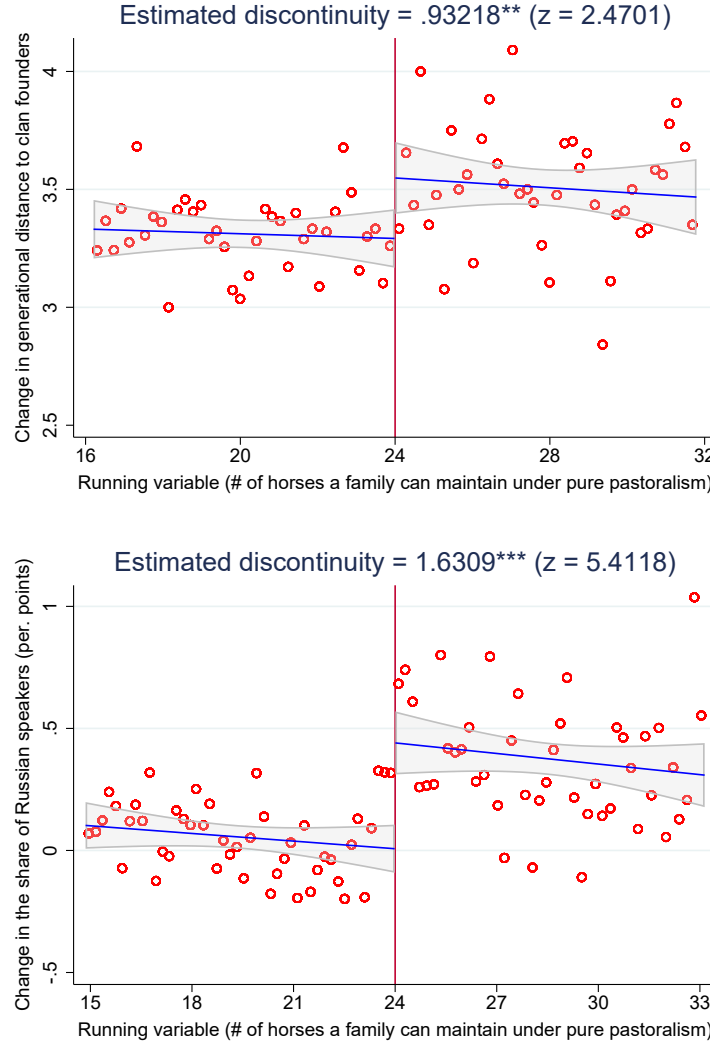 Estimated discontinuity = .93218** (z = 2.4701)
Change in generational distance to clan founders
4
3.5
3
2.5
16 20 24 28 32
Running variable (# of horses a family can maintain under pure pastoralism)
Estimated discontinuity = 1.6309*** (z = 5.4118)
Change in the share of Russian speakers (per. points)
1
.5
0
-.5
15 18 21 24 27 30 33
Running variable (# of horses a family can maintain under pure pastoralism)